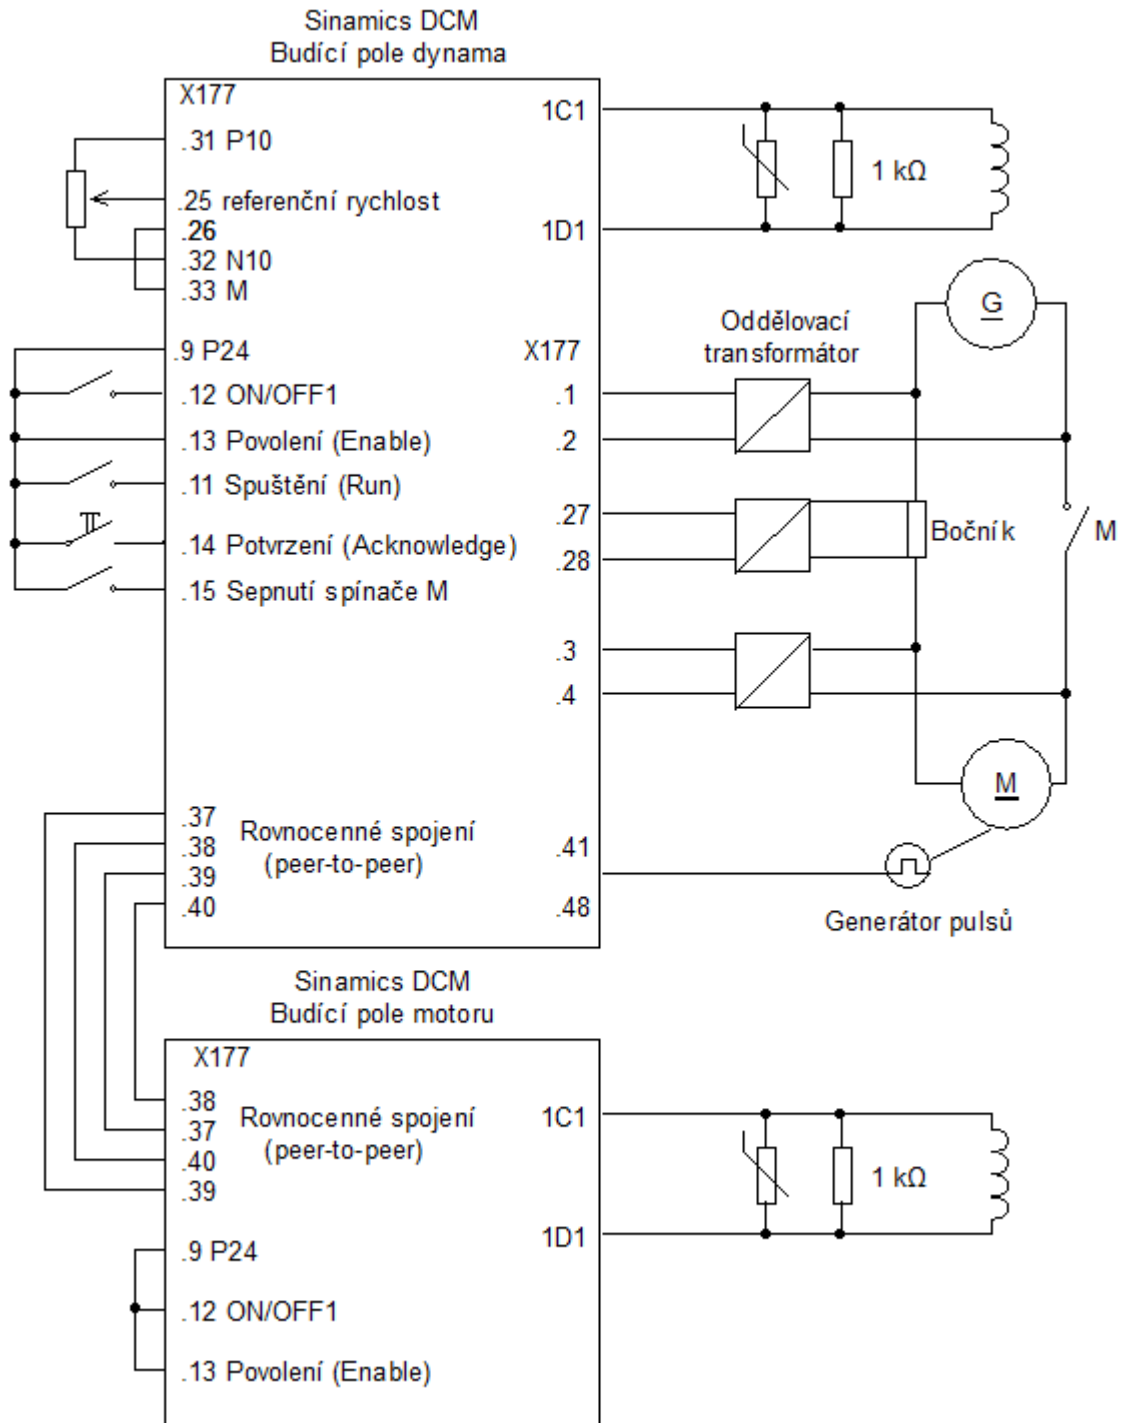 Sinamics DCM
Budící pole dynama
X177
1C1
.31 P10
1 kΩ
.25 referenční rychlost
.26
1D1
.32 N10
.33 M
G
Oddělovací
transformátor
.9 P24
X177
.12 ON/OFF1
.1
.13 Povolení (Enable)
.2
.11 Spuštění (Run)
.27
Bočník
M
.14 Potvrzení (Acknowledge)
.28
.15 Sepnutí spínače M
.3
.4
M
.37
Rovnocenné spojení
.38
(peer-to-peer)
.41
.39
.40
.48
Generátor pulsů
Sinamics DCM
Budící pole motoru
X177
.38
Rovnocenné spojení
1C1
.37
(peer-to-peer)
.40
1 kΩ
.39
1D1
.9 P24
.12 ON/OFF1
.13 Povolení (Enable)